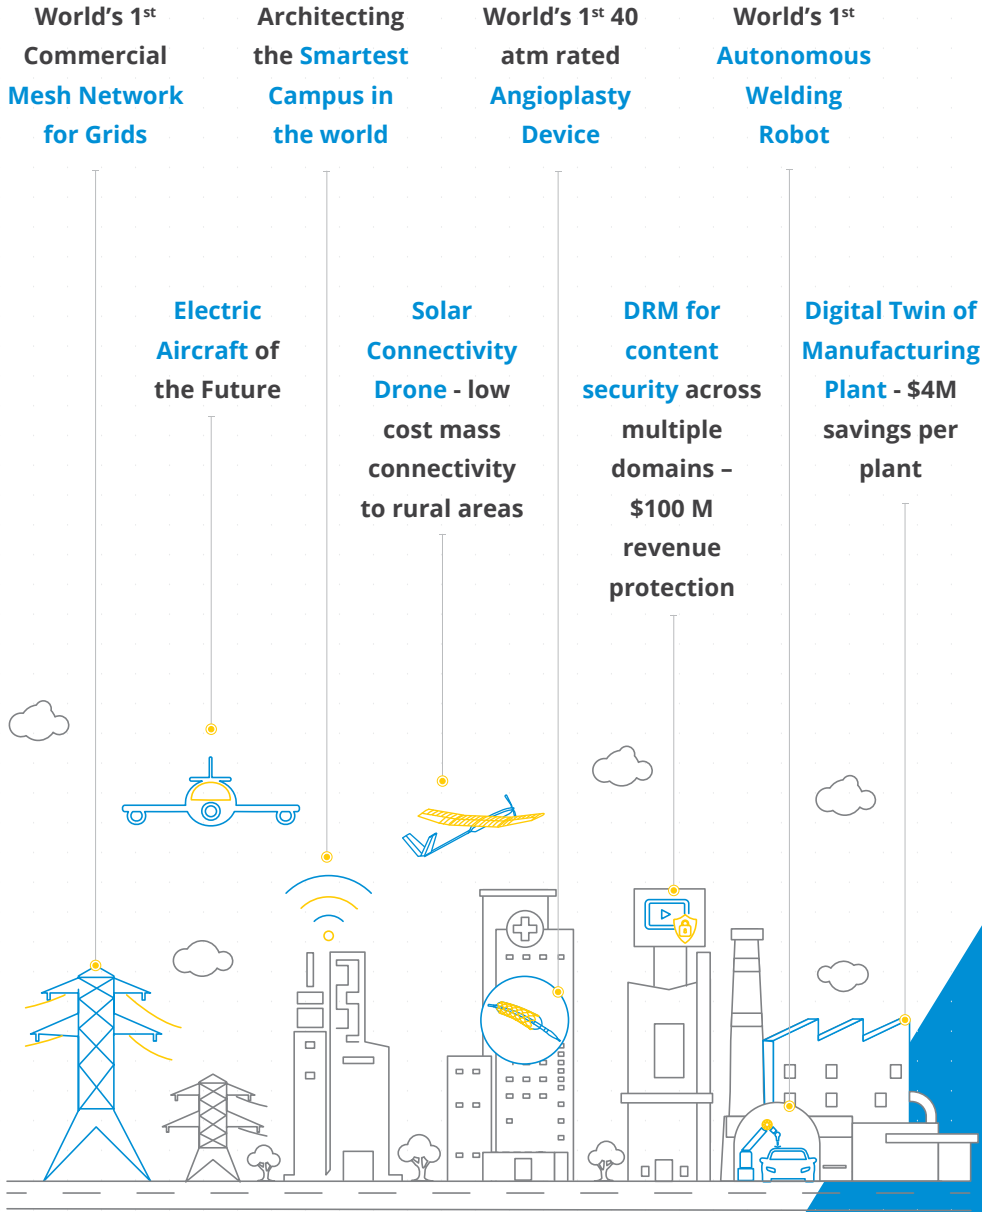 World's 1st
Commercial
Mesh Network
for Grids
Architecting
the Smartest
Campus in
the world
World's 1st 40
atm rated
Angioplasty
Device
World's 1st
Autonomous
Welding
Robot
Electric
Aircraft of
the Future
Solar
Connectivity
Drone - low
cost mass
connectivity
to rural areas
DRM for
content
security across
multiple
domains –
$100 M
revenue
protection
Digital Twin of
Manufacturing
Plant - $4M
savings per
plant